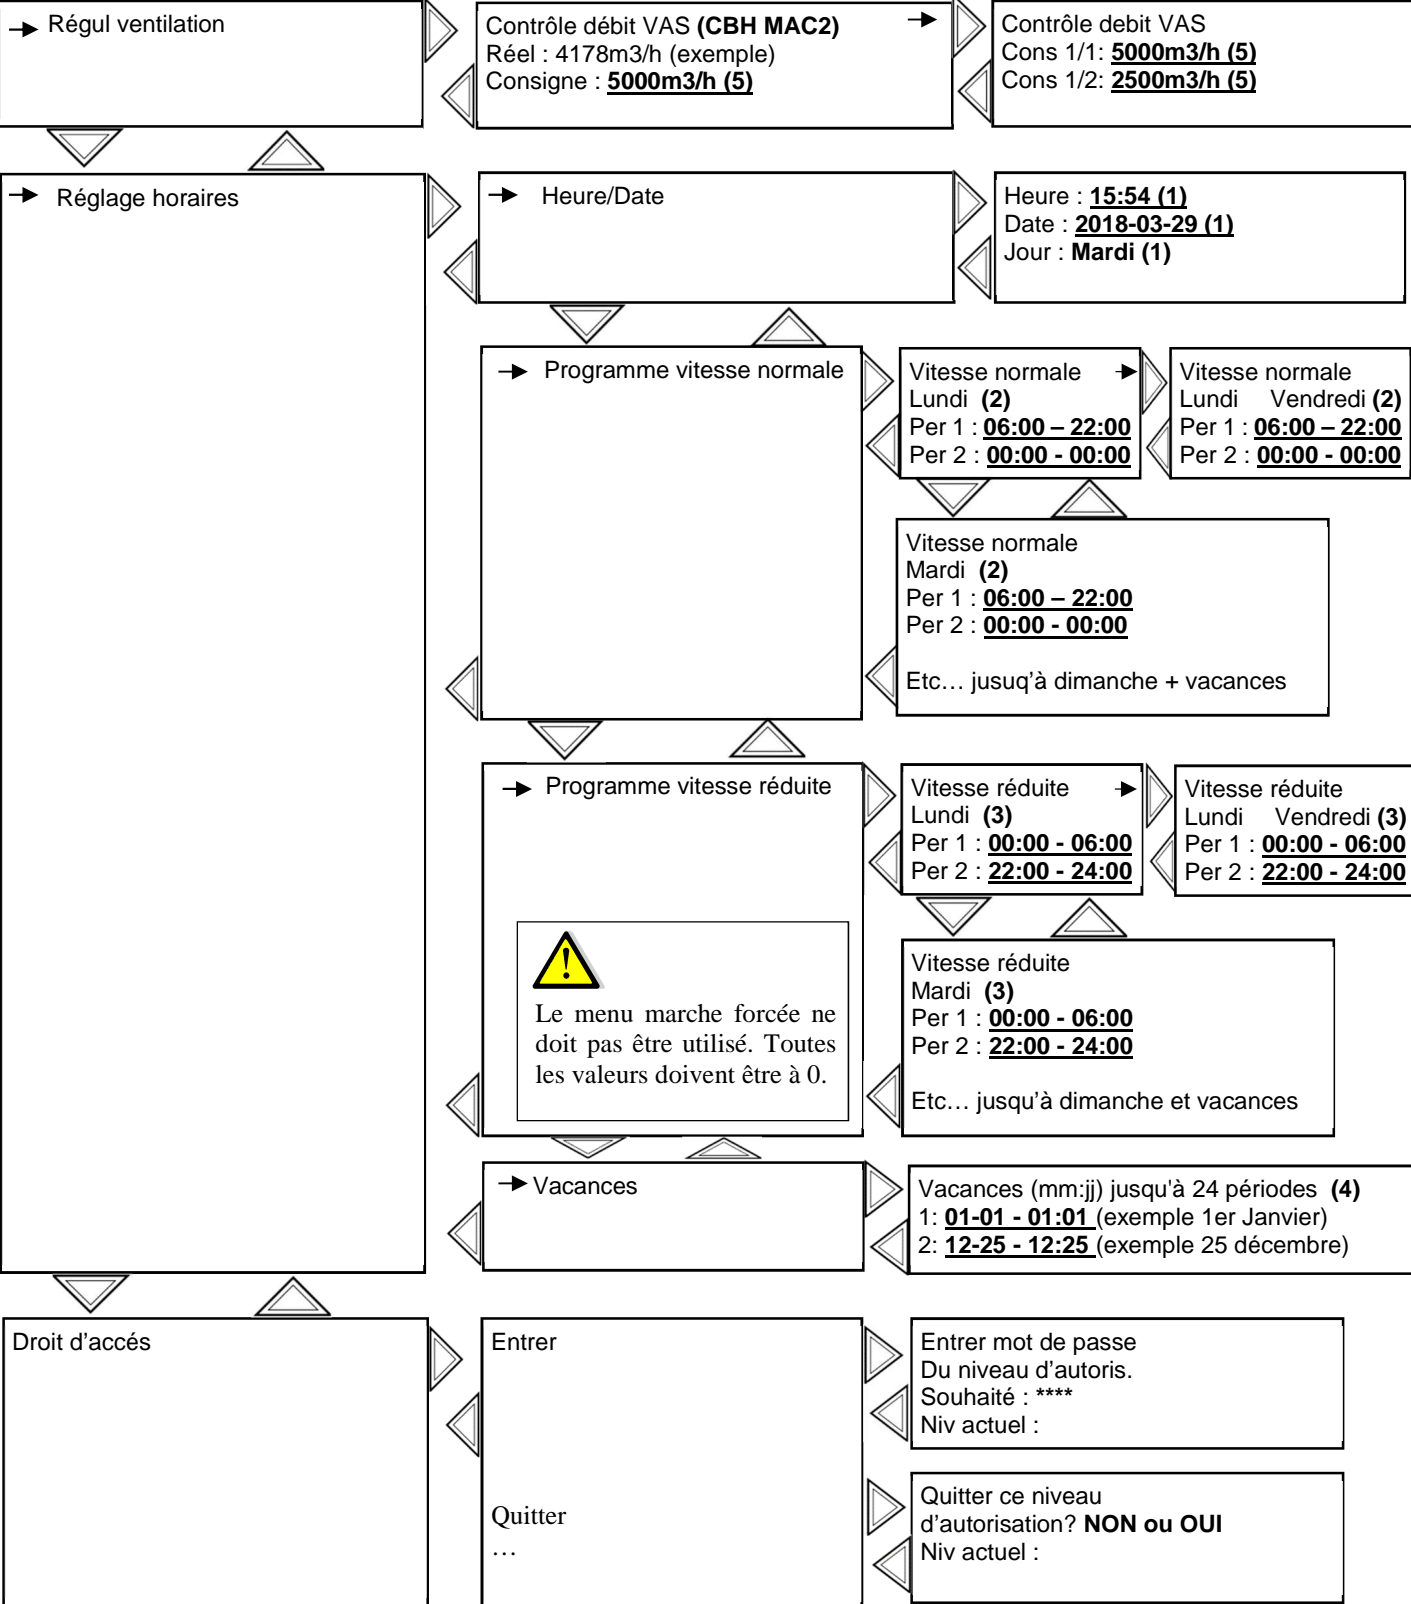 Régul ventilation
Contrôle débit VAS (CBH MAC2)
Réel : 4178m3/h (exemple)
Consigne : 5000m3/h (5)
Contrôle debit VAS
Cons 1/1: 5000m3/h (5)
Cons 1/2: 2500m3/h (5)
Réglage horaires
Heure/Date
Heure : 15:54 (1)
Date : 2018-03-29 (1)
Jour : Mardi (1)
Programme vitesse normale
Vitesse normale
Lundi (2)
Per 1 : 06:00 – 22:00
Per 2 : 00:00 - 00:00
Vitesse normale
Lundi Vendredi (2)
Per 1 : 06:00 – 22:00
Per 2 : 00:00 - 00:00
Vitesse normale
Mardi (2)
Per 1 : 06:00 – 22:00
Per 2 : 00:00 - 00:00
Etc… jusuq'à dimanche + vacances
Programme vitesse réduite
Vitesse réduite
Lundi (3)
Per 1 : 00:00 - 06:00
Per 2 : 22:00 - 24:00
Vitesse réduite
Lundi Vendredi (3)
Per 1 : 00:00 - 06:00
Per 2 : 22:00 - 24:00
!
Le menu marche forcée ne
doit pas être utilisé. Toutes
les valeurs doivent être à 0.
Vitesse réduite
Mardi (3)
Per 1 : 00:00 - 06:00
Per 2 : 22:00 - 24:00
Etc… jusqu'à dimanche et vacances
Vacances
Vacances (mm:jj) jusqu'à 24 périodes (4)
1: 01-01 - 01:01 (exemple 1er Janvier)
2: 12-25 - 12:25 (exemple 25 décembre)
Droit d'accés
Entrer
Entrer mot de passe
Du niveau d'autoris.
Souhaité : ****
Niv actuel :
Quitter
…
Quitter ce niveau
d'autorisation? NON ou OUI
Niv actuel :